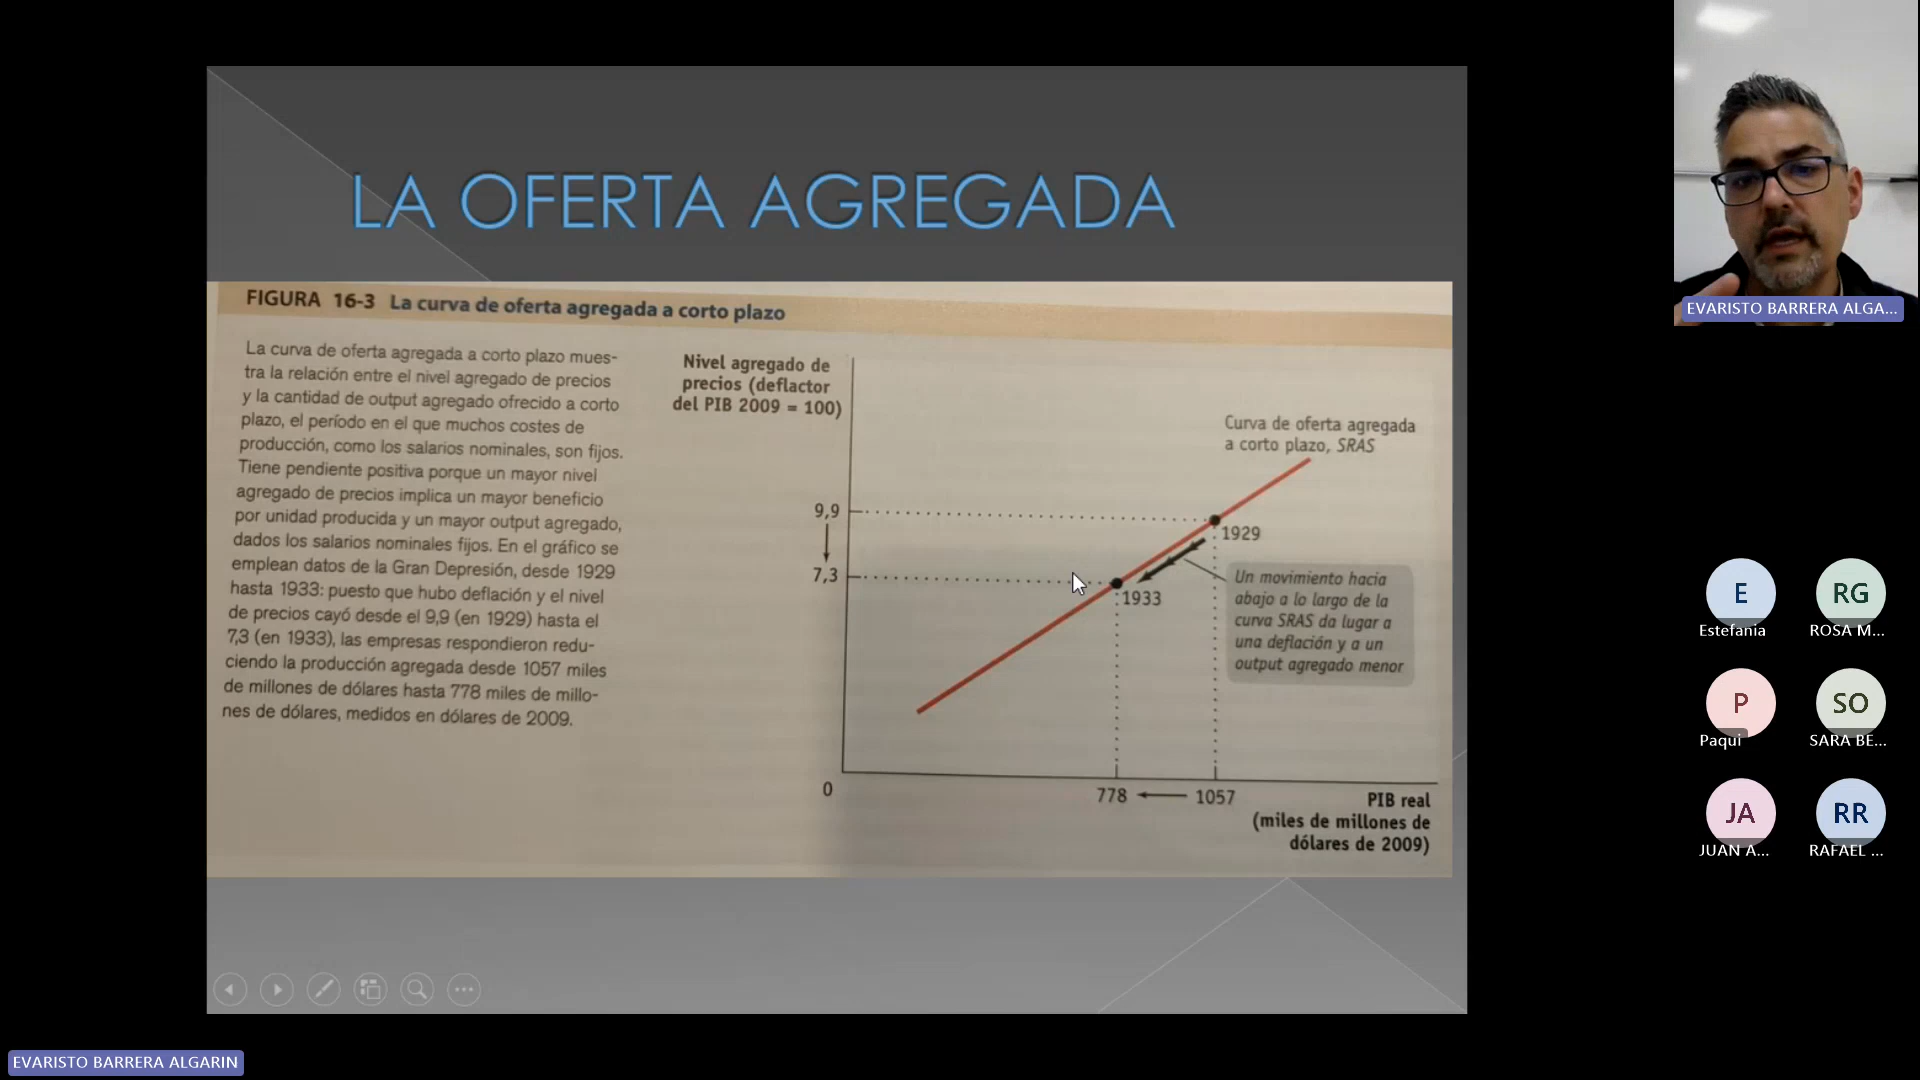 LA OFERTA AGREGADA
FIGURA 16-3 La curva de oferta agregada a corto plazo
La curva de oferta agregada a corto plazo mues-
tra la relación entre el nivel agregado de precios
y la cantidad de output agregado ofrecido a corto
plazo, el período en el que muchos costes de
producción, como los salarios nominales, son fijos.
Tiene pendiente positiva porque un mayor nivel
agregado de precios implica un mayor beneficio
por unidad producida y un mayor output agregado,
dados los salarios nominales fijos. En el gráfico se
emplean datos de la Gran Depresión, desde 1929
hasta 1933: puesto que hubo deflación y el nivel
de precios cayó desde el 9,9 (en 1929) hasta el
7,3 (en 1933), las empresas respondieron redu-
ciendo la producción agregada desde 1057 miles
de millones de dólares hasta 778 miles de millo-
nes de dólares, medidos en dólares de 2009.
Nivel agregado de
precios (deflactor
del PIB 2009 = 100)
Curva de oferta agregada
a corto plazo, SRAS
9,9
1929
7,3
1933
Un movimiento hacia
abajo a lo largo de la
curva SRAS da lugar a
una deflación y a un
output agregado menor
0
778
1057
PIB real
(miles de millones de
dólares de 2009)
EVARISTO BARRERA ALGA...
E
Estefania
RG
ROSA M...
P
Paqui
SO
SARA BE...
JA
JUAN A...
RR
RAFAEL ...
EVARISTO BARRERA ALGARIN